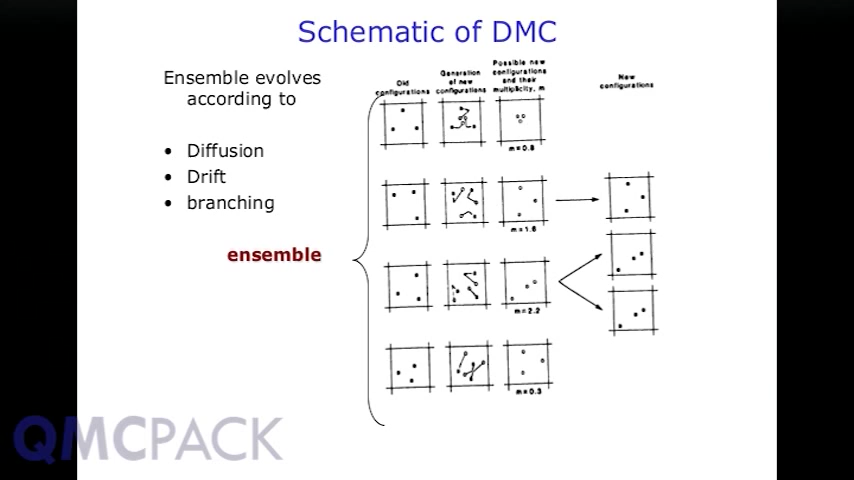 Schematic of DMC
Ensemble evolves
according to
• Diffusion
• Drift
• branching
ensemble
Old
configurations
Generation
of new
configurations
Possible new
configurations
and their
multiplicity, m
New
configurations
m=0.8
m=1.6
m=2.2
m=0.3
QMCPACK